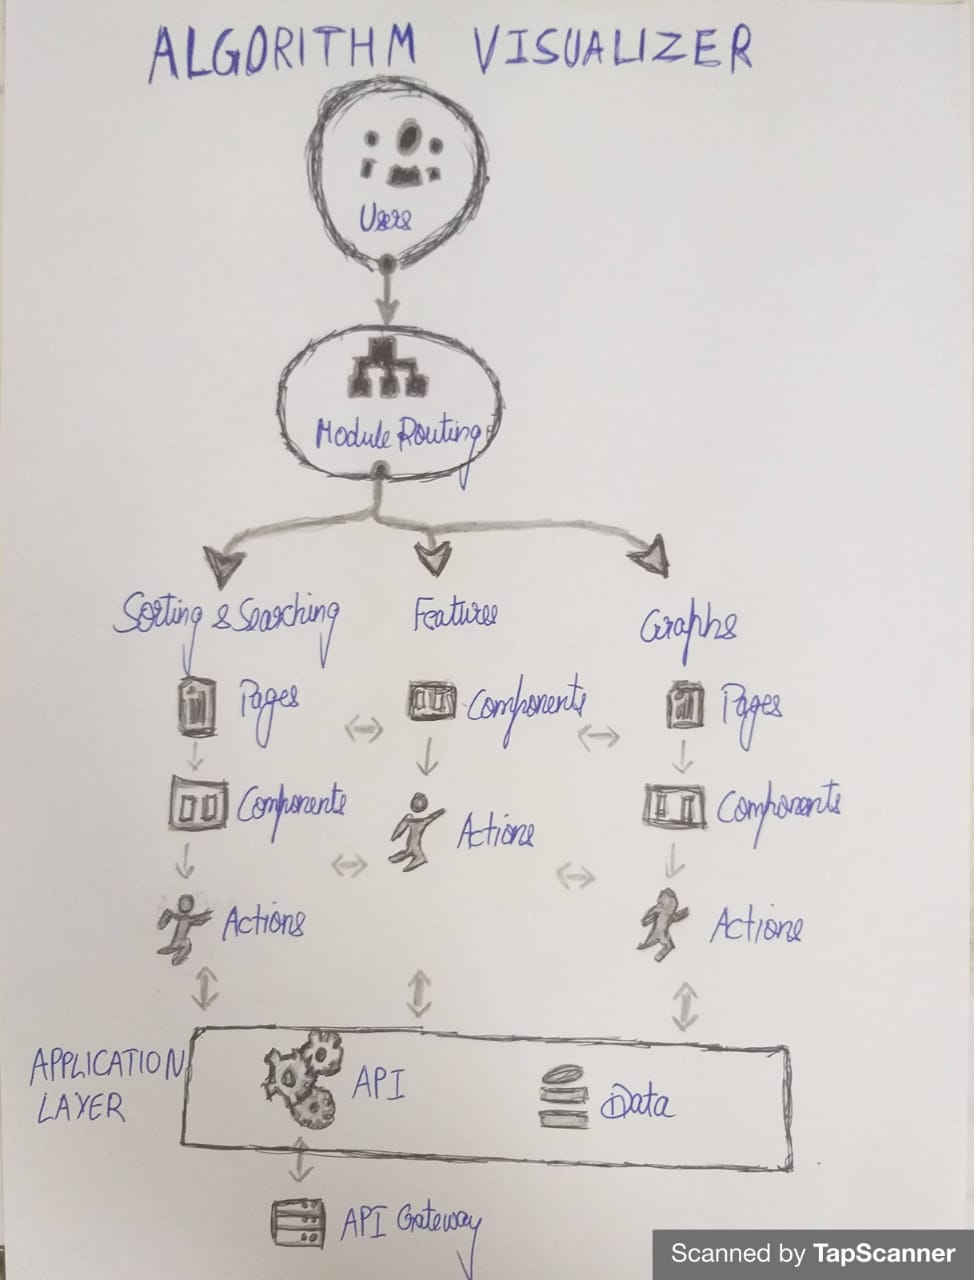 ALGORITHM VISUALIZER
Users
Module Routing
Sorting & Searching
Features
Graphs
Pages
Components
Pages
Components
Actions
Components
Actions
Actions
APPLICATION
LAYER
API
Data
API Gateway
Scanned by TapScanner